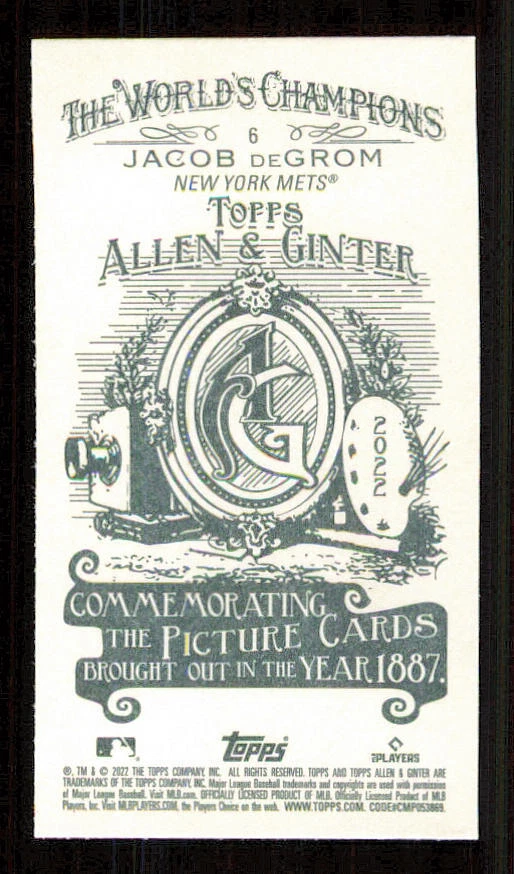 THE WORLD'S CHAMPIONS
6
JACOB DEGROM
NEW YORK METS®
TOPPS
ALLEN & GINTER
AG
2022
COMMEMORATING
THE PICTURE CARDS
BROUGHT OUT IN THE YEAR 1887.
Topps® PLAYERS
®, TM & © 2022 THE TOPPS COMPANY, INC. ALL RIGHTS RESERVED. TOPPS AND TOPPS ALLEN & GINTER ARE
TRADEMARKS OF THE TOPPS COMPANY, INC. Major League Baseball trademarks and copyrights are used with permission
of Major League Baseball. Visit MLB.com. OFFICIALLY LICENSED PRODUCT OF MLB. Officially Licensed Product of MLB
Players, Inc. Visit MLBPLAYERS.COM, the Players Choice on the web. WWW.TOPPS.COM. CODE#CMP053869.